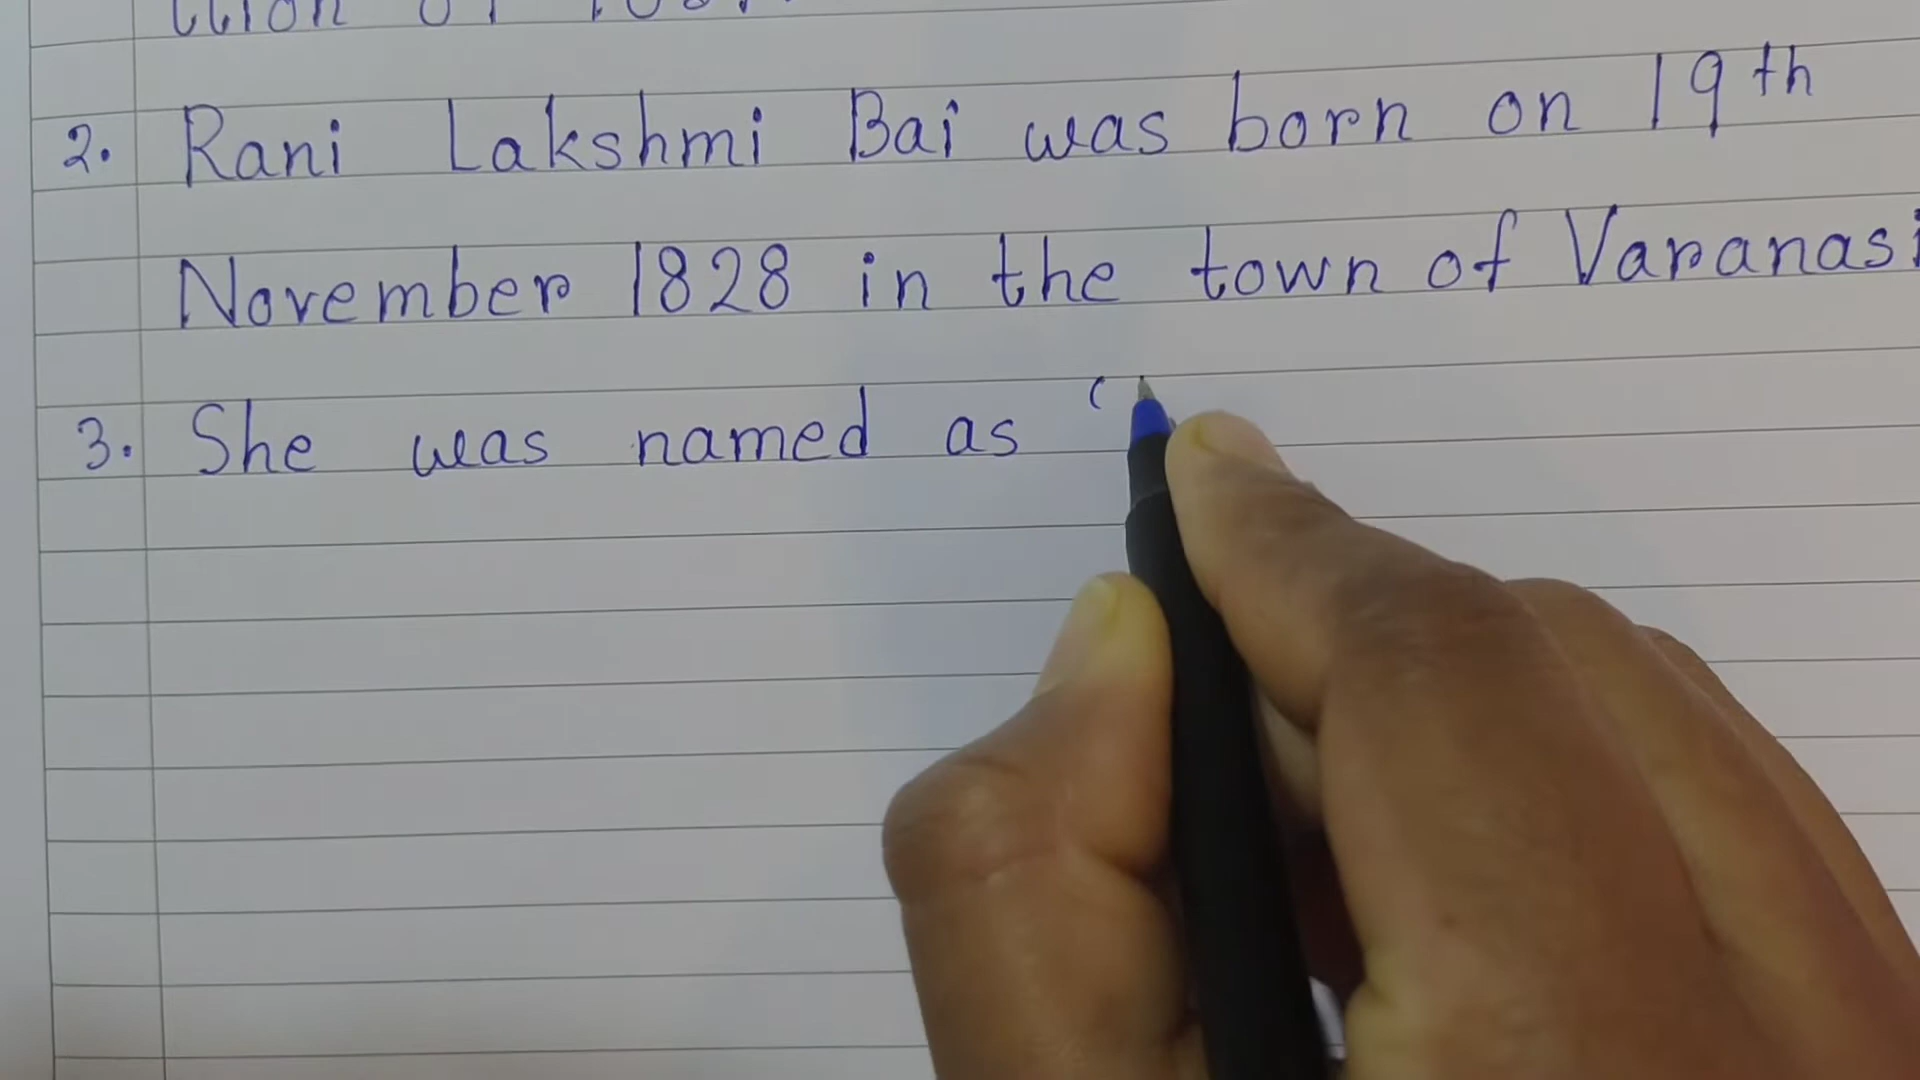 2. Rani Lakshmi Bai was born on 19th
November 1828 in the town of Varanasi
3. She was named as "